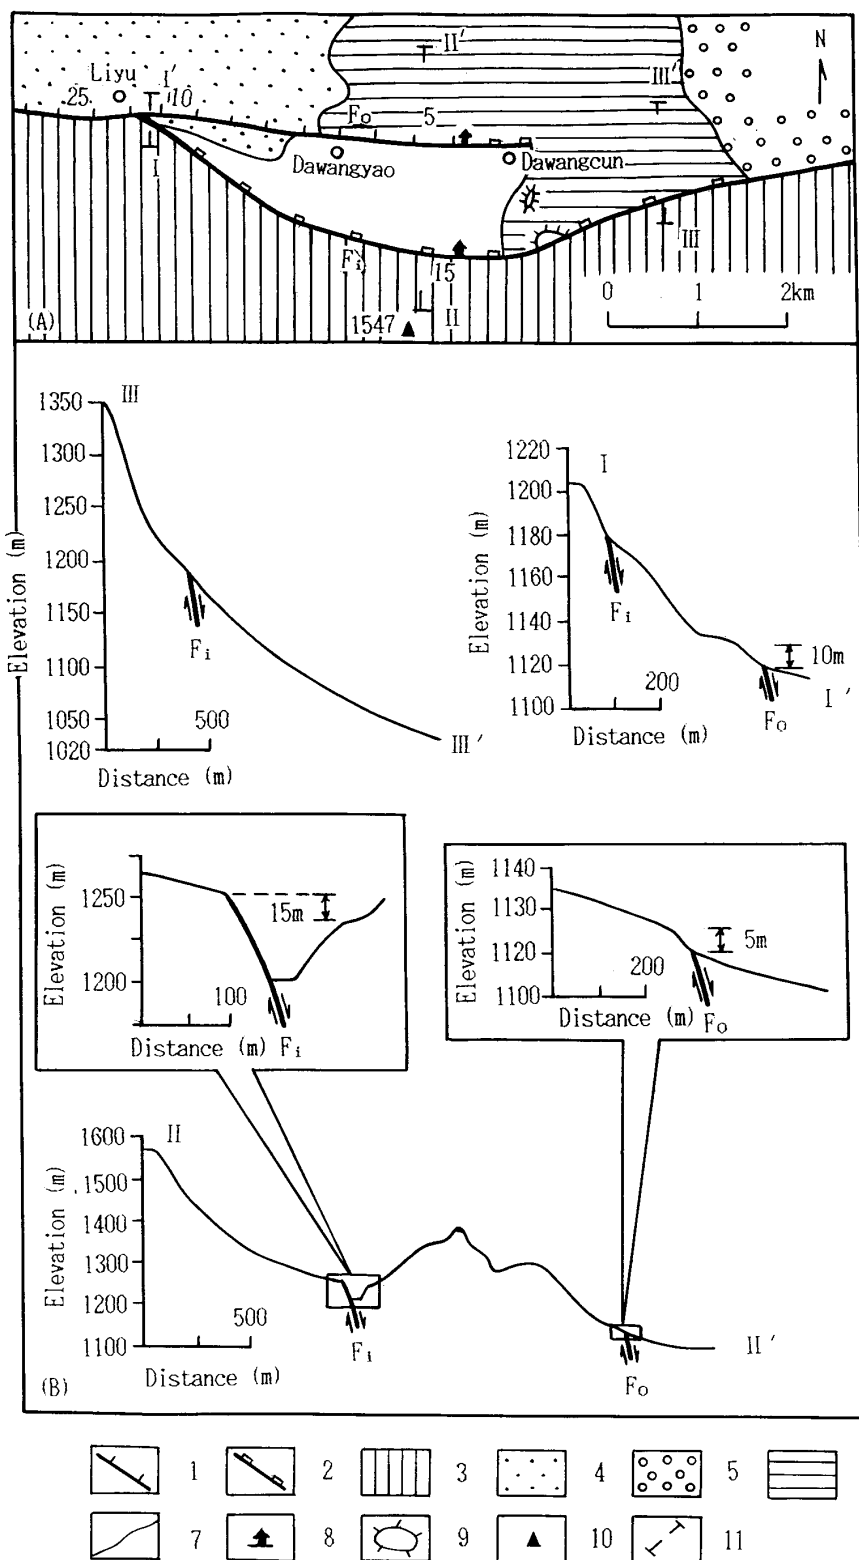 II'
Liyu
I'
III'
N
25
10
Fo
5
Dawangyao
Dawangcun
I
Fi
15
III
0 1 2km
(A)
1547
II
III
1350
1300
1250
1200
1150
1100
1050
1020
Elevation (m)
Fi
500
III'
Distance (m)
I
1220
1200
1180
1160
1140
1120
1100
Elevation (m)
Fi
10m
200
Fo
I'
Distance (m)
1250
1200
Elevation (m)
15m
100
Distance (m)
Fi
1140
1130
1120
1100
Elevation (m)
5m
200
Distance (m)
Fo
II
1600
1500
1400
1300
1200
1100
Elevation (m)
500
Fi
II'
Fo
(B)
Distance (m)
1 2 3 4 5
7 8 9 10 11